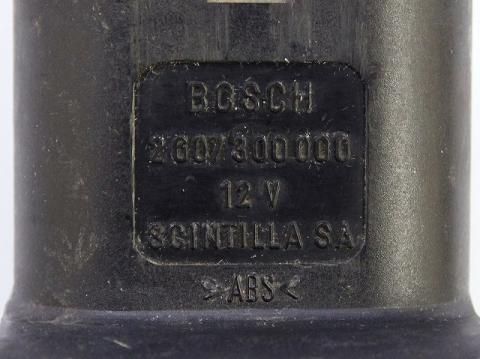 BOSCH
2 607 300 000
12 V
SCINTILLA SA
>ABS<